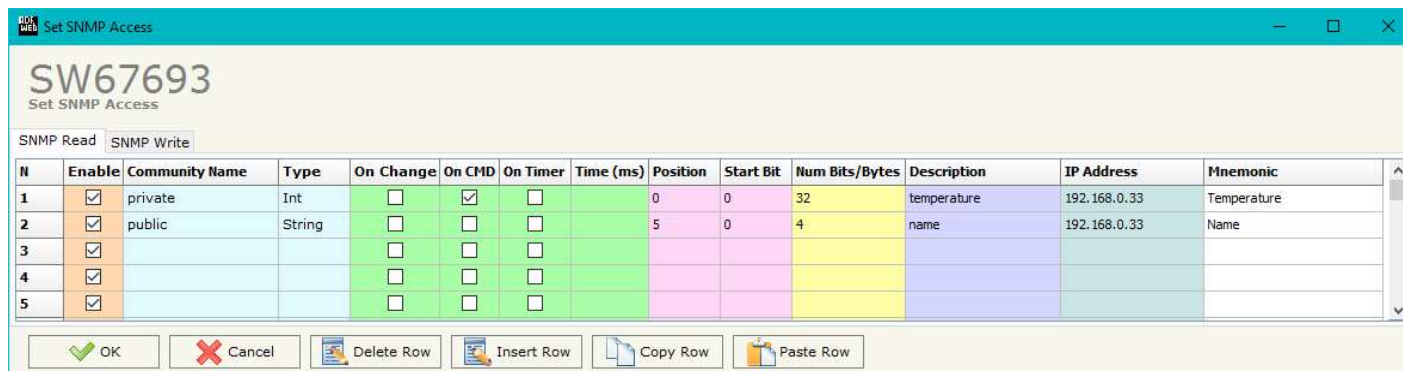 ADF WEB Set SNMP Access
SW67693
Set SNMP Access
SNMP Read SNMP Write
N Enable Community Name Type On Change On CMD On Timer Time (ms) Position Start Bit Num Bits/Bytes Description IP Address Mnemonic
1 private Int 0 0 32 temperature 192.168.0.33 Temperature
2 public String 5 0 4 name 192.168.0.33 Name
3
4
5
OK Cancel Delete Row Insert Row Copy Row Paste Row